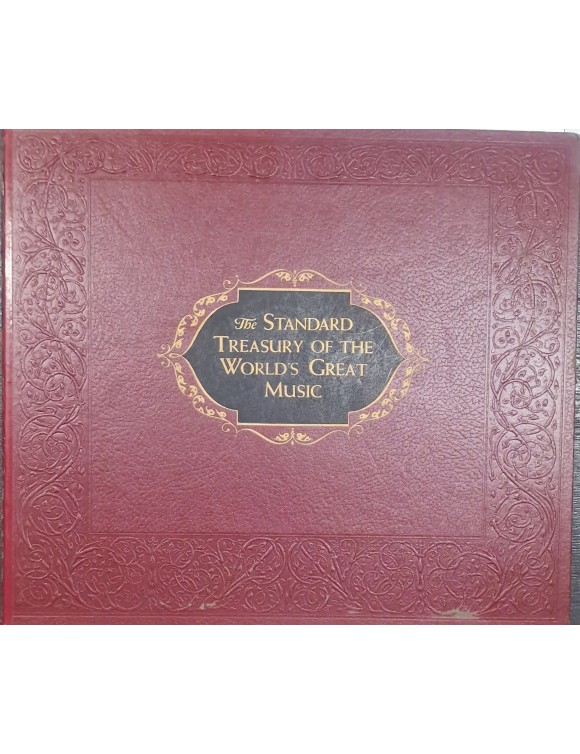 The STANDARD
TREASURY OF THE
WORLD'S GREAT
MUSIC